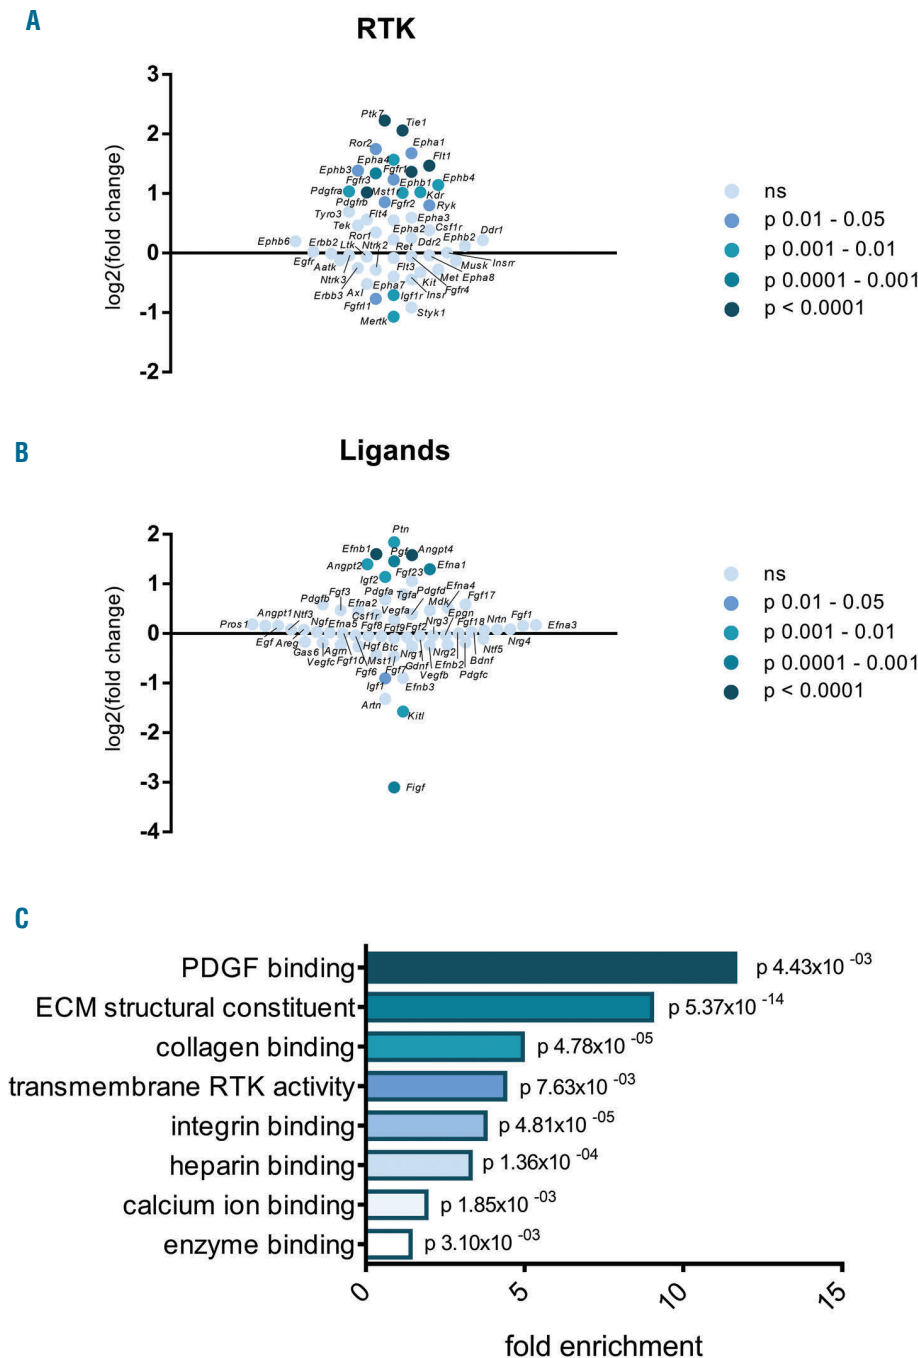 A
RTK
log2(fold change)
3
2
1
0
-1
-2
Ptk7
Tie1
Ror2
Epha1
Epha4
Flt1
Ephb3
Fgfr1
Fgfr3
Ephb1
Ephb4
Pdgfra
Mst1r
Kdr
Pdgfrb
Fgfr2
Ryk
Tyro3
Flt4
Epha3
Tek
Epha2
Csf1r
Ror1
Ddr1
Ephb6
Erbb2
Ltk
Ntrk2
Ret
Ddr2
Ephb2
Egfr
Aatk
Flt3
Musk
Insrr
Ntrk3
Kit
Met
Epha8
Erbb3
Axl
Epha7
Igf1r
Insr
Fgfr4
Fgfrl1
Mertk
Styk1
ns
p 0.01 - 0.05
p 0.001 - 0.01
p 0.0001 - 0.001
p < 0.0001
B
Ligands
log2(fold change)
2
1
0
-1
-2
-3
-4
Ptn
Efnb1
Pgf
Angpt4
Angpt2
Fgf23
Efna1
Igf2
Fgf3
Pdgfa
Tgfa
Pdgfd
Efna4
Pdgfb
Efna2
Mdk
Fgf17
Angpt1
Ntf3
Csf1r
Vegfa
Nrg3
Epgn
Nrtn
Fgf1
Pros1
Ngf
Efna5
Fgf8
Fgf9
Fgf2
Fgf18
Efna3
Egf
Areg
Agrn
Hgf
Btc
Nrg4
Gas6
Fgf10
Mst1
Nrg1
Nrg2
Efnb2
Bdnf
Ntf5
Vegfc
Fgf6
Fgf7
Gdnf
Vegfb
Pdgfc
Igf1
Efnb3
Artn
Kitl
Figf
ns
p 0.01 - 0.05
p 0.001 - 0.01
p 0.0001 - 0.001
p < 0.0001
C
PDGF binding p 4.43x10 -03
ECM structural constituent p 5.37x10 -14
collagen binding p 4.78x10 -05
transmembrane RTK activity p 7.63x10 -03
integrin binding p 4.81x10 -05
heparin binding p 1.36x10 -04
calcium ion binding p 1.85x10 -03
enzyme binding p 3.10x10 -03
0 5 10 15
fold enrichment